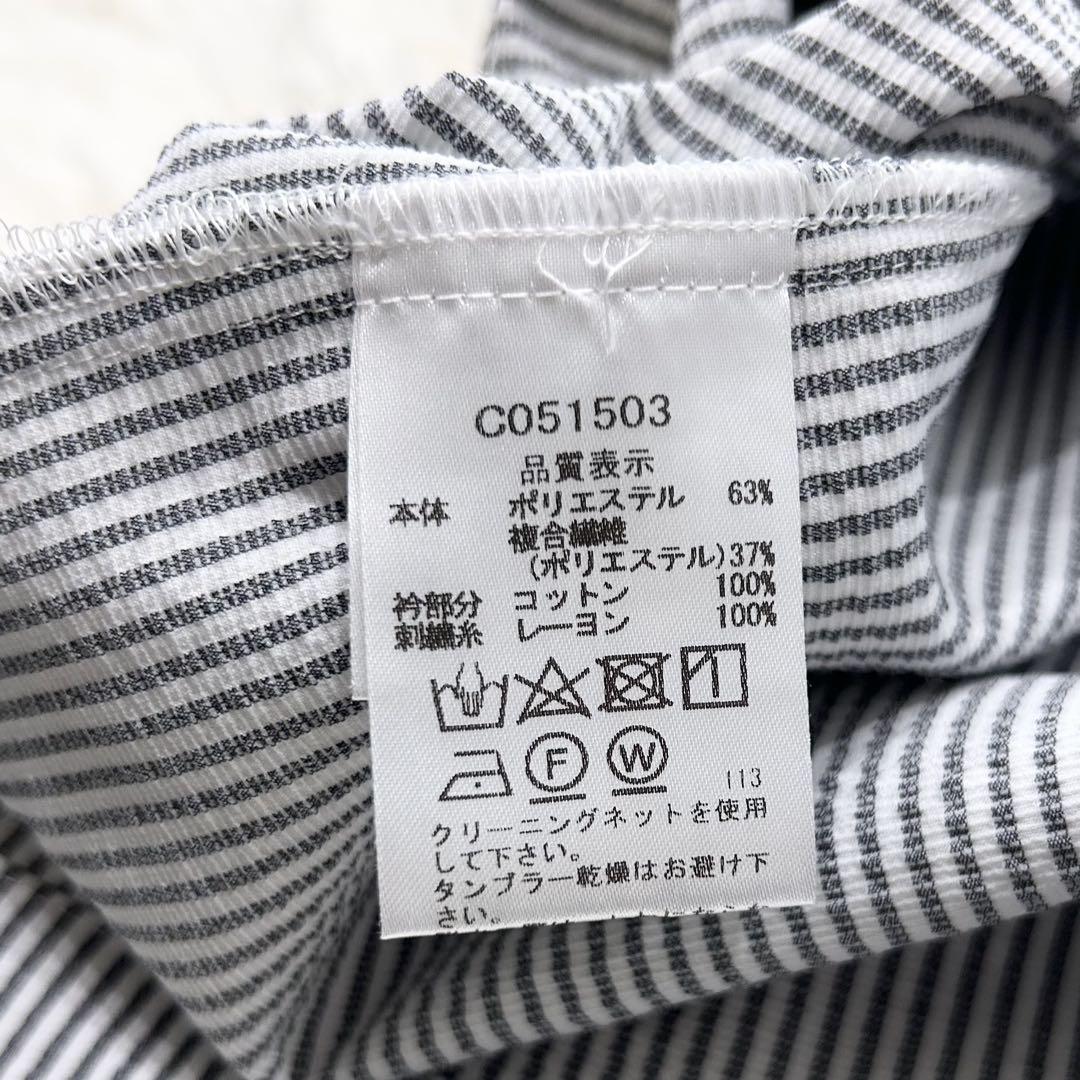 C051503
品質表示
本体 ポリエステル 63%
複合繊維
(ポリエステル)37%
衿部分 コットン 100%
刺繍糸 レーヨン 100%
F W 113
クリーニングネットを使用
して下さい。
タンブラー乾燥はお避け下
さい。